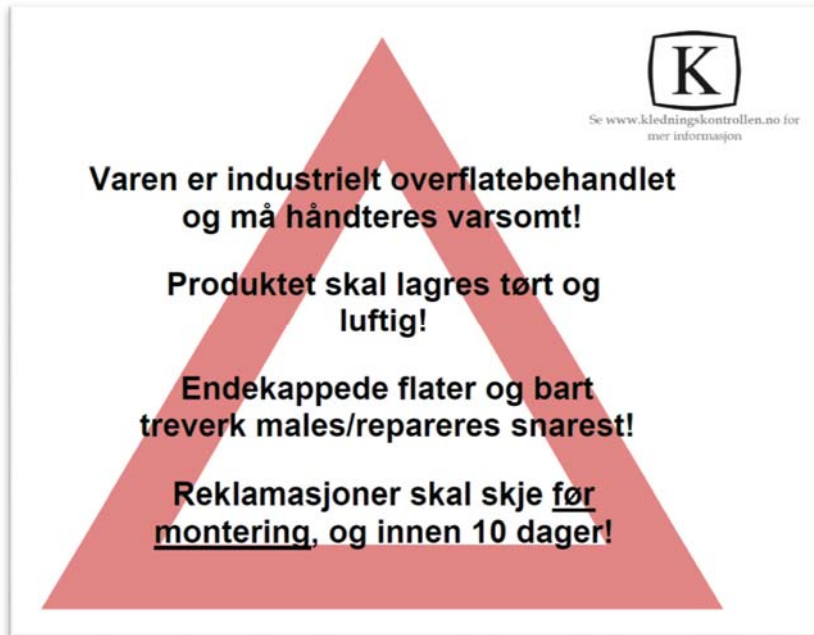 K
Se www.kledningskontrollen.no for
mer informasjon
Varen er industrielt overflatebehandlet
og må håndteres varsomt!
Produktet skal lagres tørt og
luftig!
Endekappede flater og bart
treverk males/repareres snarest!
Reklamasjoner skal skje før
montering, og innen 10 dager!